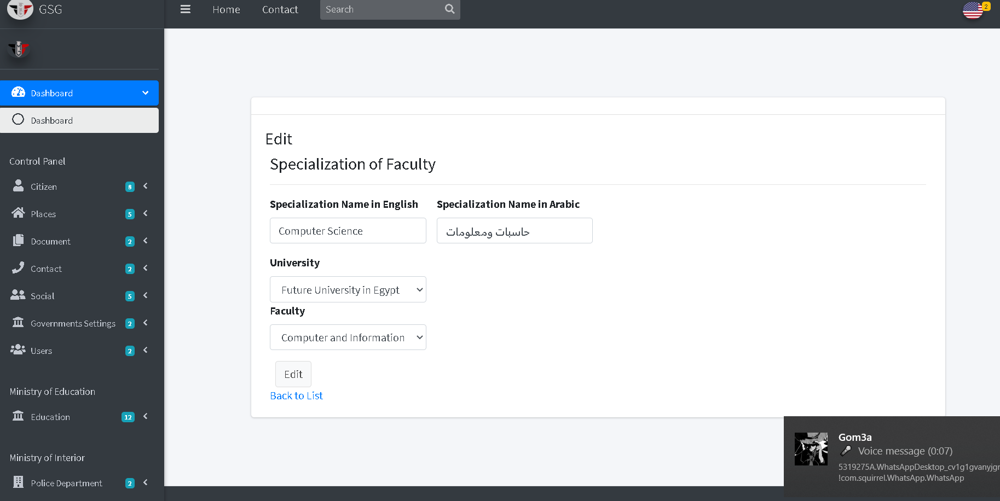 GSG
Home
Contact
Search
2
Dashboard
Dashboard
Control Panel
Citizen 8
Places 5
Document 2
Contact 2
Social 5
Governments Settings 2
Users 2
Ministry of Education
Education 12
Ministry of Interior
Police Department 2
Edit
Specialization of Faculty
Specialization Name in English
Specialization Name in Arabic
Computer Science
حاسبات ومعلومات
University
Future University in Egypt
Faculty
Computer and Information
Edit
Back to List
Gom3a
Voice message (0:07)
5319275A.WhatsAppDesktop_cv1g1gvanyjgr
!com.squirrel.WhatsApp.WhatsApp